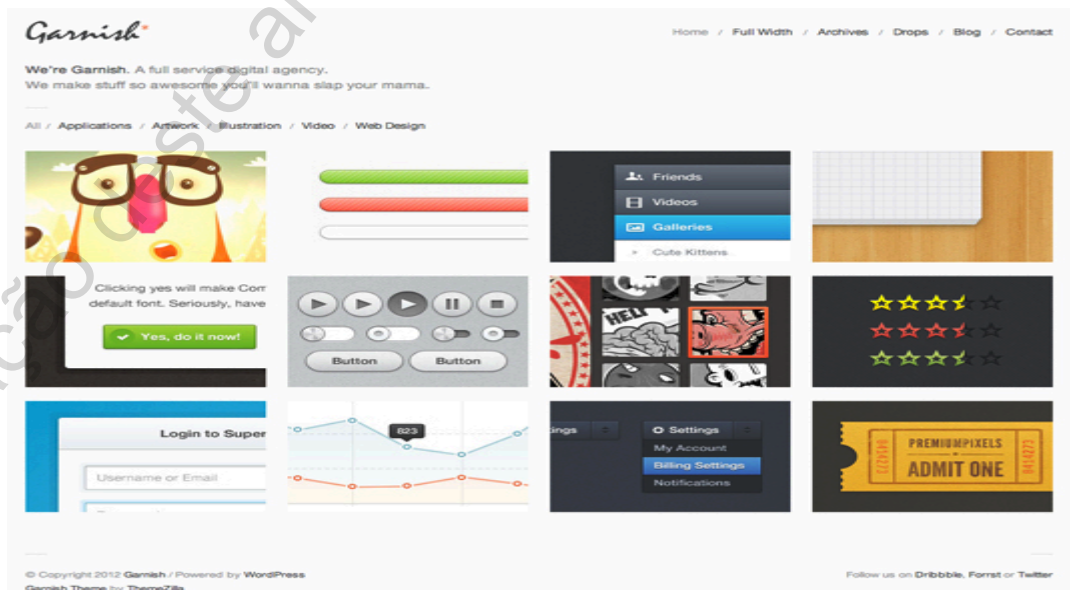 Garnish*
Home / Full Width / Archives / Drops / Blog / Contact
We're Garnish. A full service digital agency.
We make stuff so awesome you'll wanna slap your mama.
All / Applications / Artwork / Illustration / Video / Web Design
Friends
Videos
Galleries
> Cute Kittens
Clicking yes will make Com
default font. Seriously, have
Yes, do it now!
Button
Button
HELP
Login to Super
Username or Email
823
ings
Settings
My Account
Billing Settings
Notifications
PREMIUMPIXELS
ADMIT ONE
© Copyright 2012 Garnish / Powered by WordPress
Garnish Theme by ThemeZilla
Follow us on Dribbble, Forrst or Twitter
ção deste a